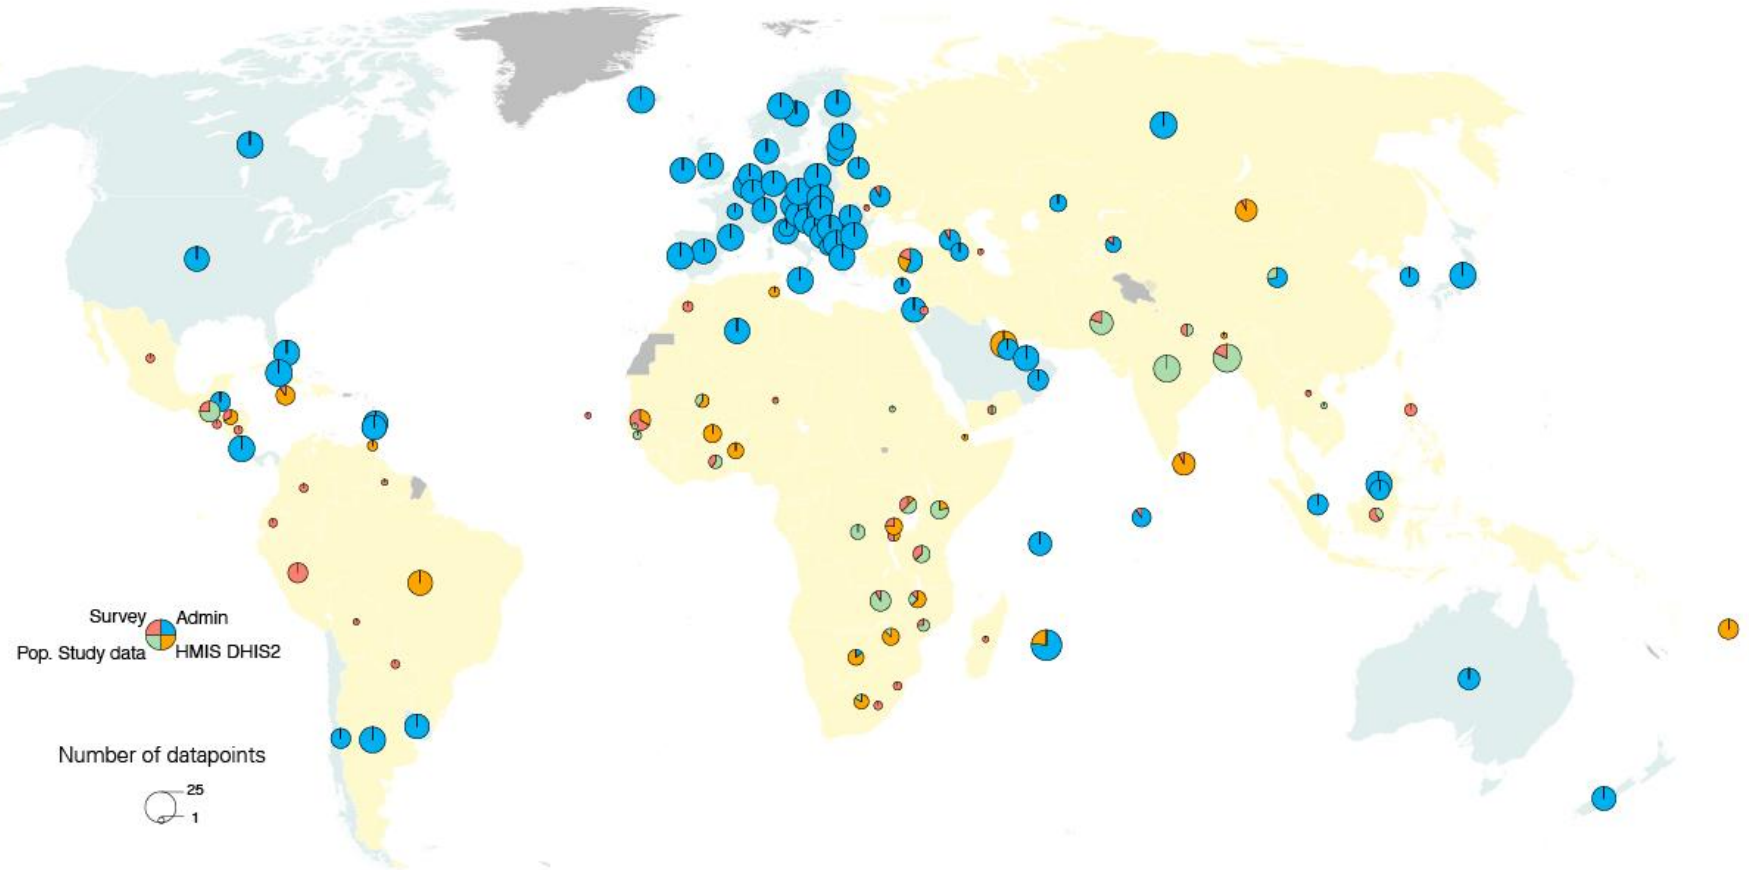 Survey Admin
Pop. Study data HMIS DHIS2
Number of datapoints
25
1